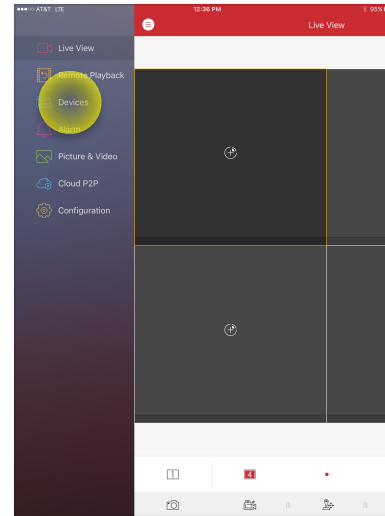 AT&T LTE 12:36 PM 95%
Live View
Live View
Remote Playback
Devices
Alarm
Picture & Video
Cloud P2P
Configuration
1 4